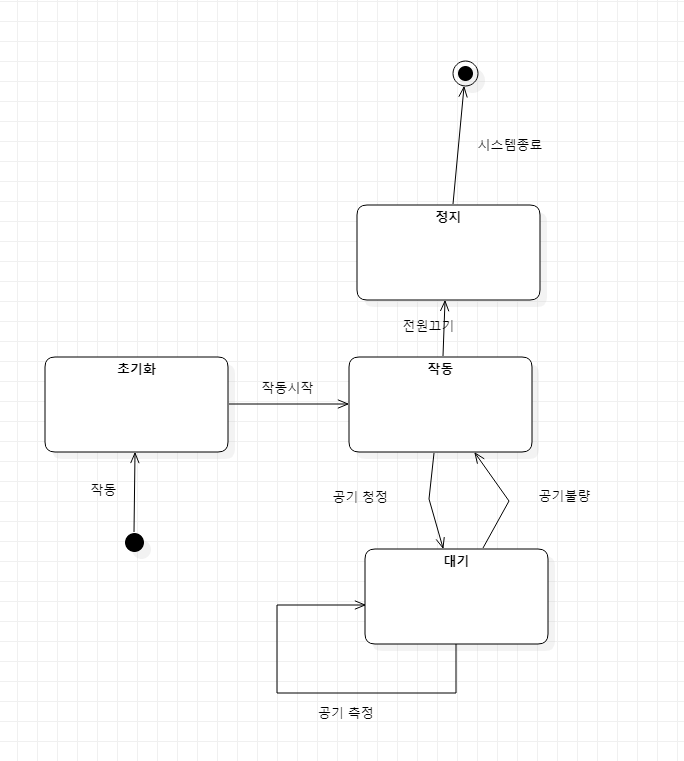 시스템종료
정지
전원끄기
초기화
작동
작동시작
작동
공기 청정
공기불량
대기
공기 측정